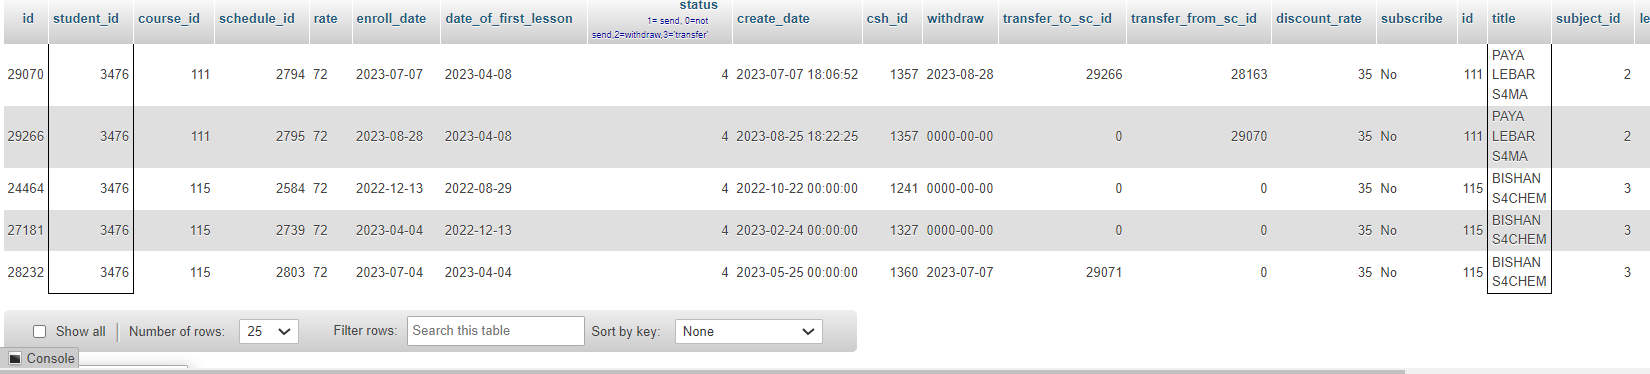 id student_id course_id schedule_id rate enroll_date date_of_first_lesson status create_date csh_id withdraw transfer_to_sc_id transfer_from_sc_id discount_rate subscribe id title subject_id le
1= send, 0=not
send,2=withdraw,3='transfer'
29070 3476 111 2794 72 2023-07-07 2023-04-08 4 2023-07-07 18:06:52 1357 2023-08-28 29266 28163 35 No 111 PAYA LEBAR S4MA 2
29266 3476 111 2795 72 2023-08-28 2023-04-08 4 2023-08-25 18:22:25 1357 0000-00-00 0 29070 35 No 111 PAYA LEBAR S4MA 2
24464 3476 115 2584 72 2022-12-13 2022-08-29 4 2022-10-22 00:00:00 1241 0000-00-00 0 0 35 No 115 BISHAN S4CHEM 3
27181 3476 115 2739 72 2023-04-04 2022-12-13 4 2023-02-24 00:00:00 1327 0000-00-00 0 0 35 No 115 BISHAN S4CHEM 3
28232 3476 115 2803 72 2023-07-04 2023-04-04 4 2023-05-25 00:00:00 1360 2023-07-07 29071 0 35 No 115 BISHAN S4CHEM 3
Show all Number of rows: 25 Filter rows: Search this table Sort by key: None
Console